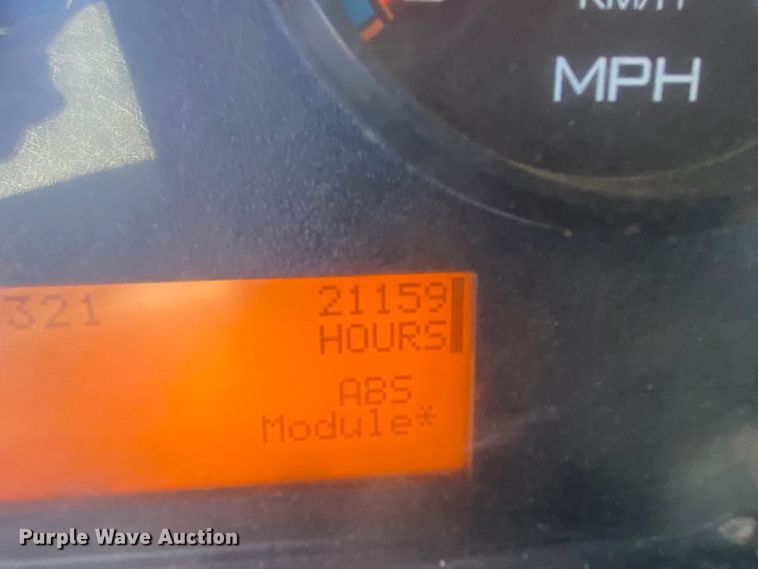 MPH
321 21159
HOURS
ABS
Module*
Purple Wave Auction